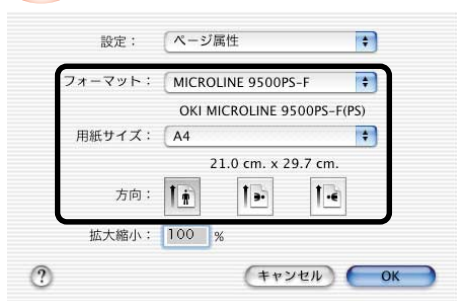 設定： ページ属性
フォーマット： MICROLINE 9500PS-F
OKI MICROLINE 9500PS-F(PS)
用紙サイズ： A4
21.0 cm. x 29.7 cm.
方向：
拡大縮小： 100 %
? キャンセル OK